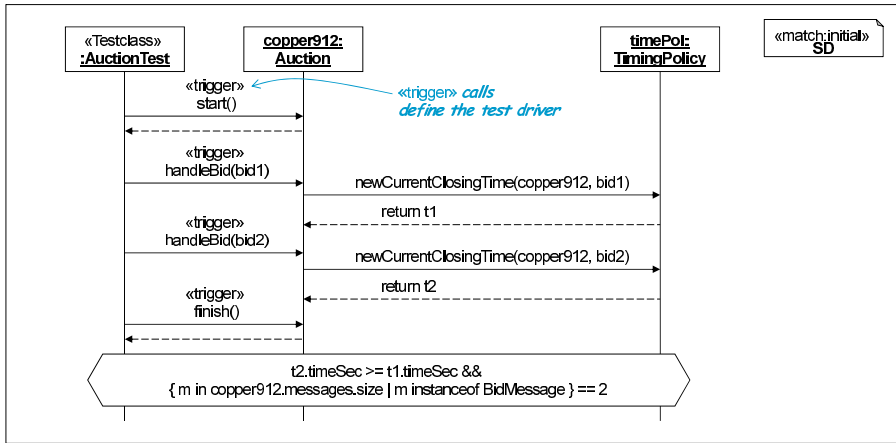 «Testclass»
:AuctionTest
copper912:
Auction
timePol:
TimingPolicy
«match:initial»
SD
«trigger»
start()
«trigger» calls
define the test driver
«trigger»
handleBid(bid1)
newCurrentClosingTime(copper912, bid1)
return t1
«trigger»
handleBid(bid2)
newCurrentClosingTime(copper912, bid2)
return t2
«trigger»
finish()
t2.timeSec >= t1.timeSec &&
{ m in copper912.messages.size | m instanceof BidMessage } == 2